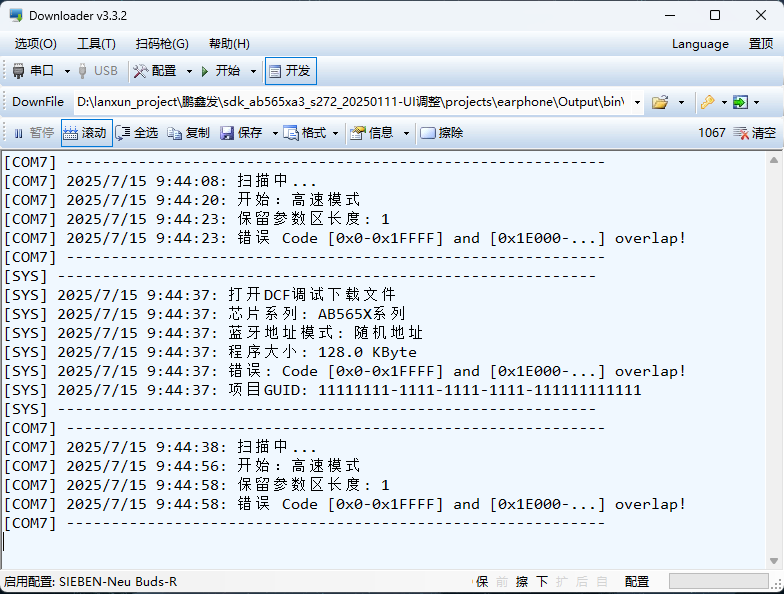 Downloader v3.3.2
选项(O) 工具(T) 扫码枪(G) 帮助(H) Language 置顶
串口 USB 配置 开始 开发
DownFile D:\lanxun_project\鹏鑫发\sdk_ab565xa3_s272_20250111-UI调整\projects\earphone\Output\bin\
暂停 滚动 全选 复制 保存 格式 信息 擦除 1067 清空
[COM7] -----------------------------------------------------------
[COM7] 2025/7/15 9:44:08: 扫描中...
[COM7] 2025/7/15 9:44:20: 开始: 高速模式
[COM7] 2025/7/15 9:44:23: 保留参数区长度: 1
[COM7] 2025/7/15 9:44:23: 错误 Code [0x0-0x1FFFF] and [0x1E000-...] overlap!
[COM7] -----------------------------------------------------------
[SYS] -----------------------------------------------------------
[SYS] 2025/7/15 9:44:37: 打开DCF调试下载文件
[SYS] 2025/7/15 9:44:37: 芯片系列: AB565X系列
[SYS] 2025/7/15 9:44:37: 蓝牙地址模式: 随机地址
[SYS] 2025/7/15 9:44:37: 程序大小: 128.0 KByte
[SYS] 2025/7/15 9:44:37: 错误: Code [0x0-0x1FFFF] and [0x1E000-...] overlap!
[SYS] 2025/7/15 9:44:37: 项目GUID: 11111111-1111-1111-1111-111111111111
[SYS] -----------------------------------------------------------
[COM7] -----------------------------------------------------------
[COM7] 2025/7/15 9:44:38: 扫描中...
[COM7] 2025/7/15 9:44:56: 开始: 高速模式
[COM7] 2025/7/15 9:44:58: 保留参数区长度: 1
[COM7] 2025/7/15 9:44:58: 错误 Code [0x0-0x1FFFF] and [0x1E000-...] overlap!
[COM7] -----------------------------------------------------------
启用配置: SIEBEN-Neu Buds-R 保 前 擦 下 扩 后 自 配置